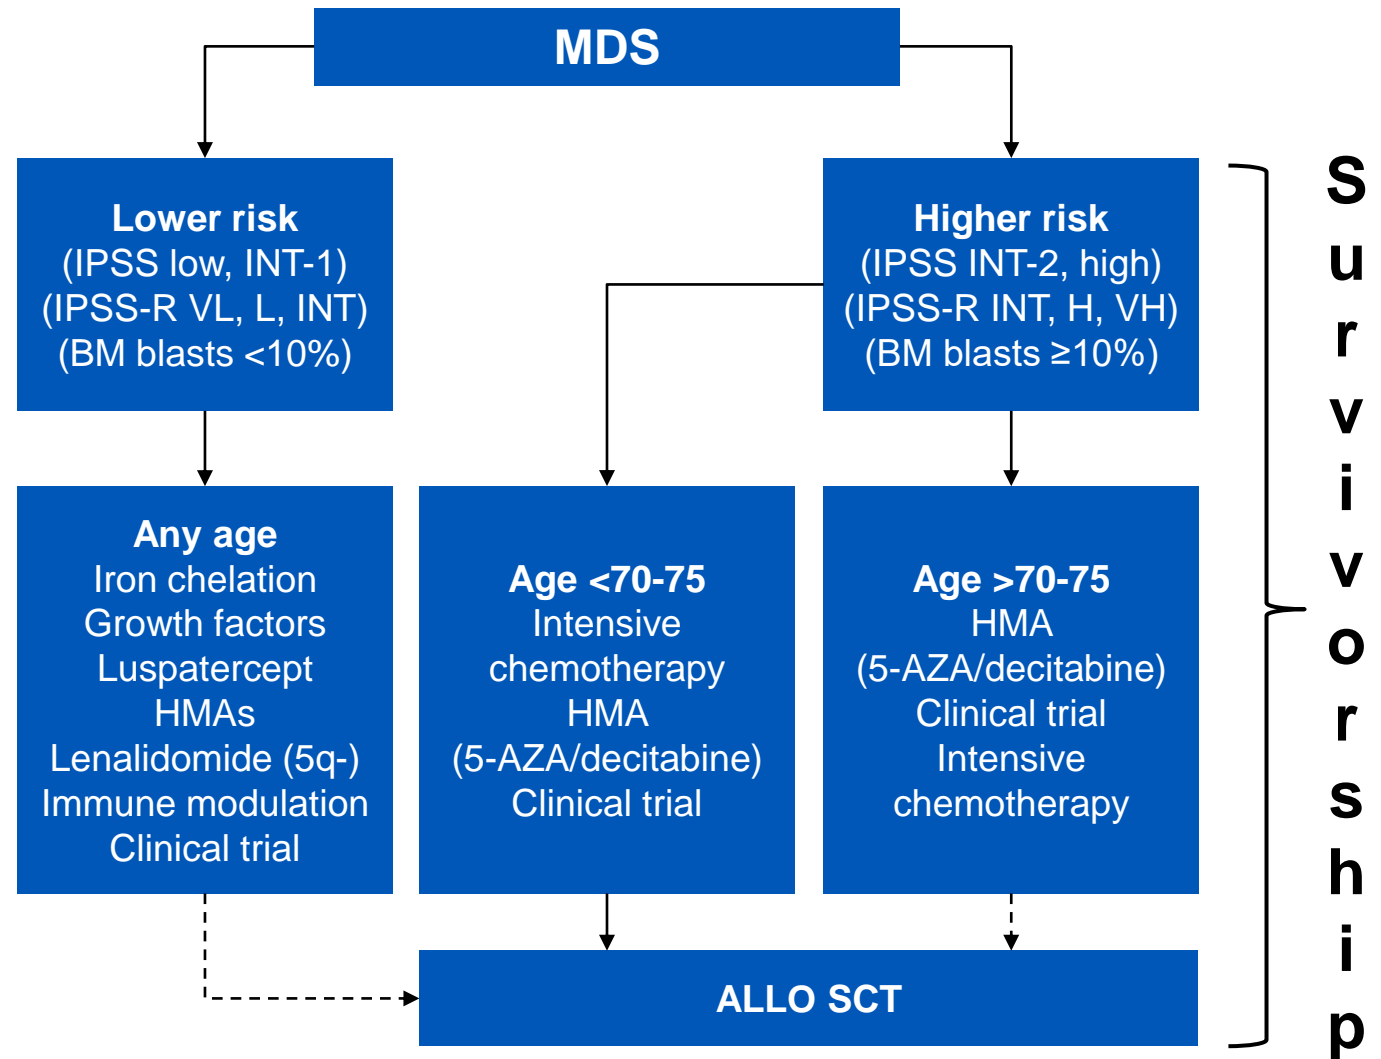 MDS
Lower risk
(IPSS low, INT-1)
(IPSS-R VL, L, INT)
(BM blasts <10%)
Higher risk
(IPSS INT-2, high)
(IPSS-R INT, H, VH)
(BM blasts ≥10%)
Any age
Iron chelation
Growth factors
Luspatercept
HMAs
Lenalidomide (5q-)
Immune modulation
Clinical trial
Age <70-75
Intensive
chemotherapy
HMA
(5-AZA/decitabine)
Clinical trial
Age >70-75
HMA
(5-AZA/decitabine)
Clinical trial
Intensive
chemotherapy
ALLO SCT
Survivorship